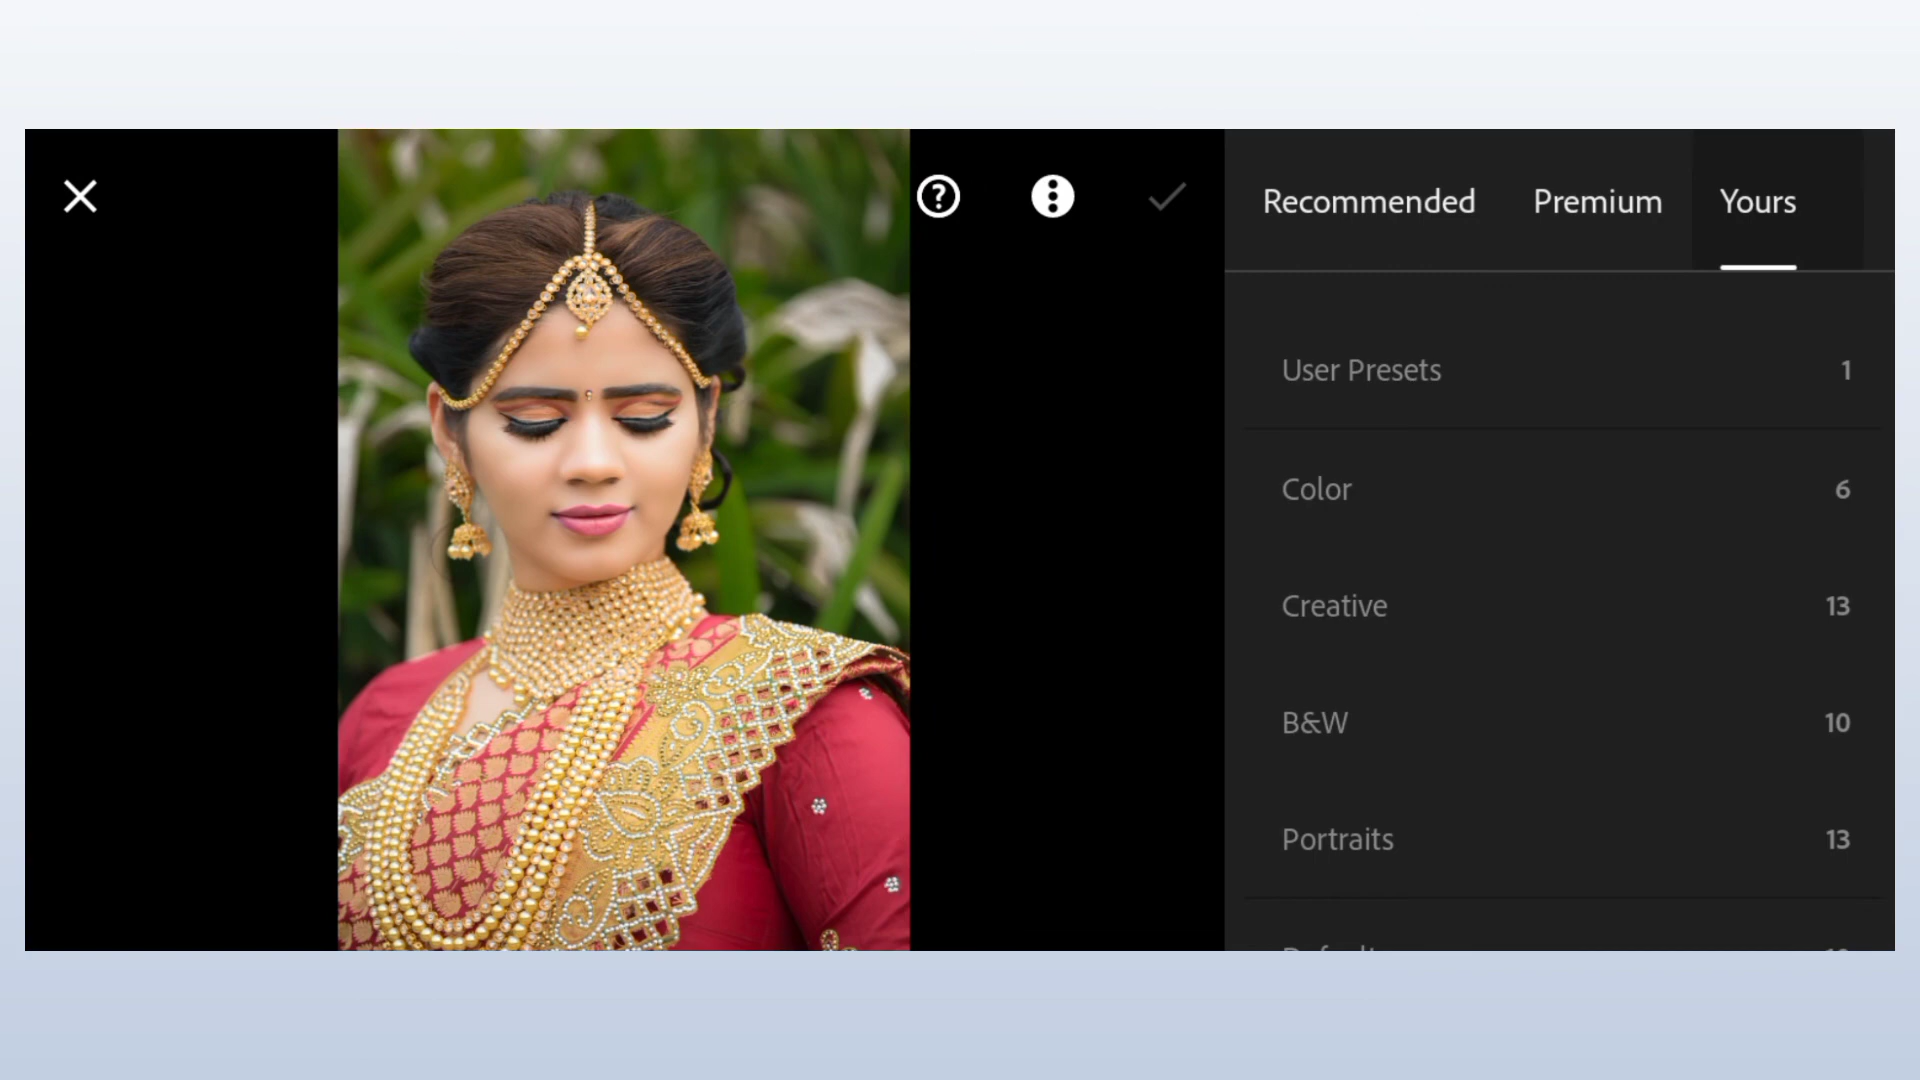 Recommended Premium Yours
User Presets 1
Color 6
Creative 13
B&W 10
Portraits 13